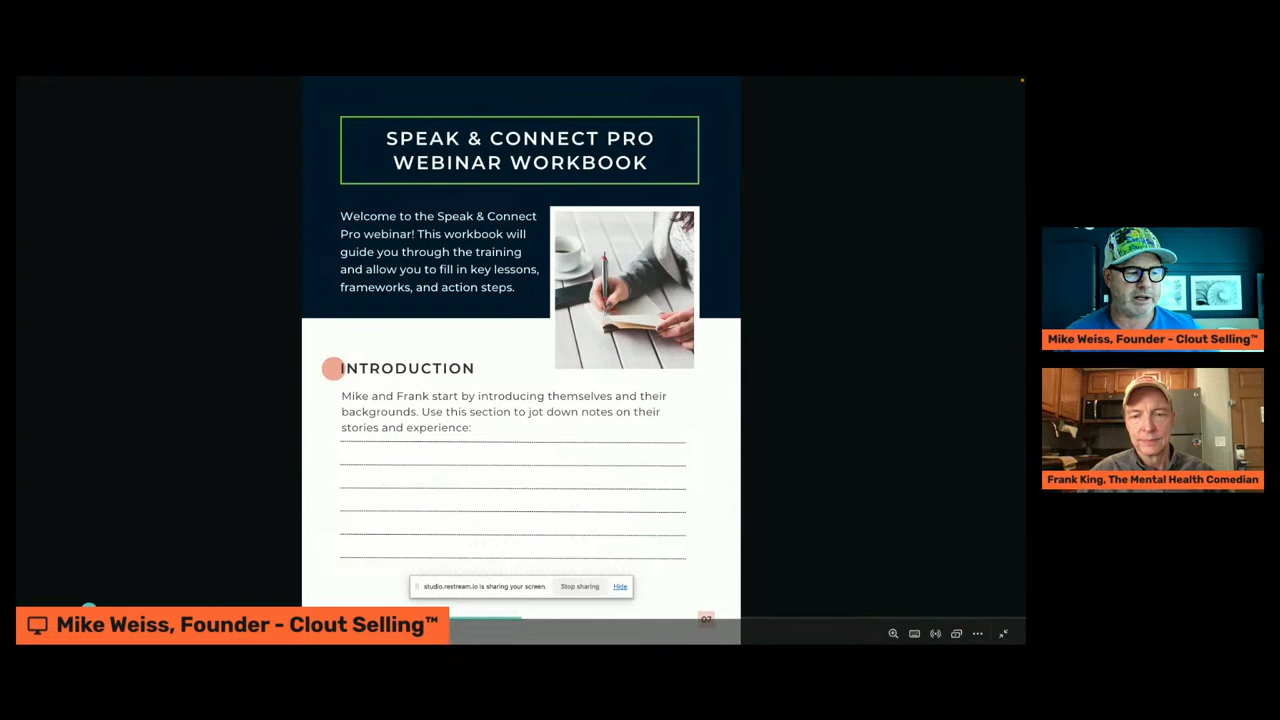 SPEAK & CONNECT PRO
WEBINAR WORKBOOK
Welcome to the Speak & Connect
Pro webinar! This workbook will
guide you through the training
and allow you to fill in key lessons,
frameworks, and action steps.
INTRODUCTION
Mike and Frank start by introducing themselves and their
backgrounds. Use this section to jot down notes on their
stories and experience:
studio.restream.io is sharing your screen. Stop sharing Hide
07
Mike Weiss, Founder - Clout Selling™
Mike Weiss, Founder - Clout Selling™
Frank King, The Mental Health Comedian